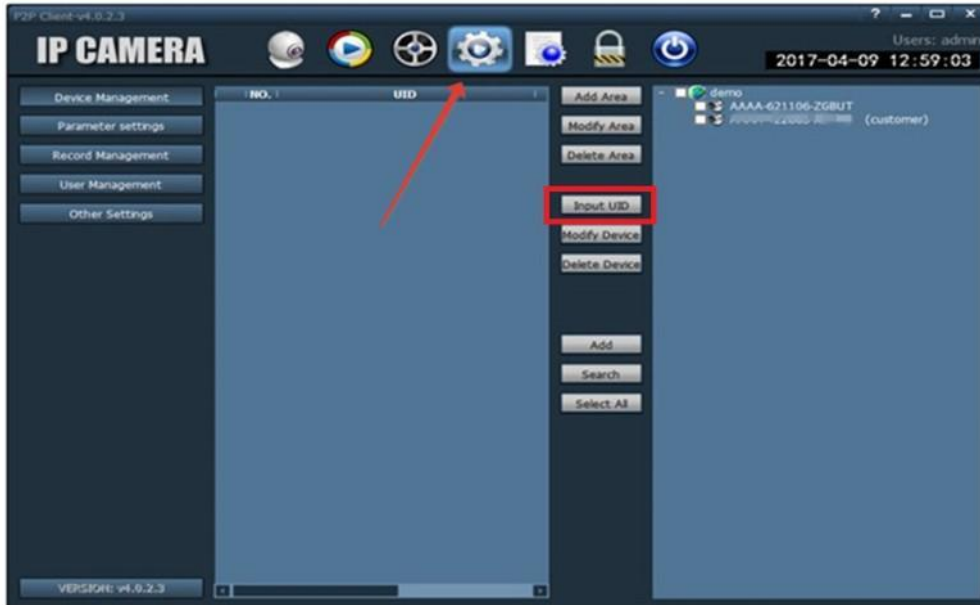 P2P Client-v4.0.2.3
IP CAMERA
Users: admin
2017-04-09 12:59:03
Device Management
Parameter settings
Record Management
User Management
Other Settings
VERSION: v4.0.2.3
NO. UID
Add Area
Modify Area
Delete Area
Input UID
Modify Device
Delete Device
Add
Search
Select All
demo
AAAA-621106-ZGBUT
(customer)